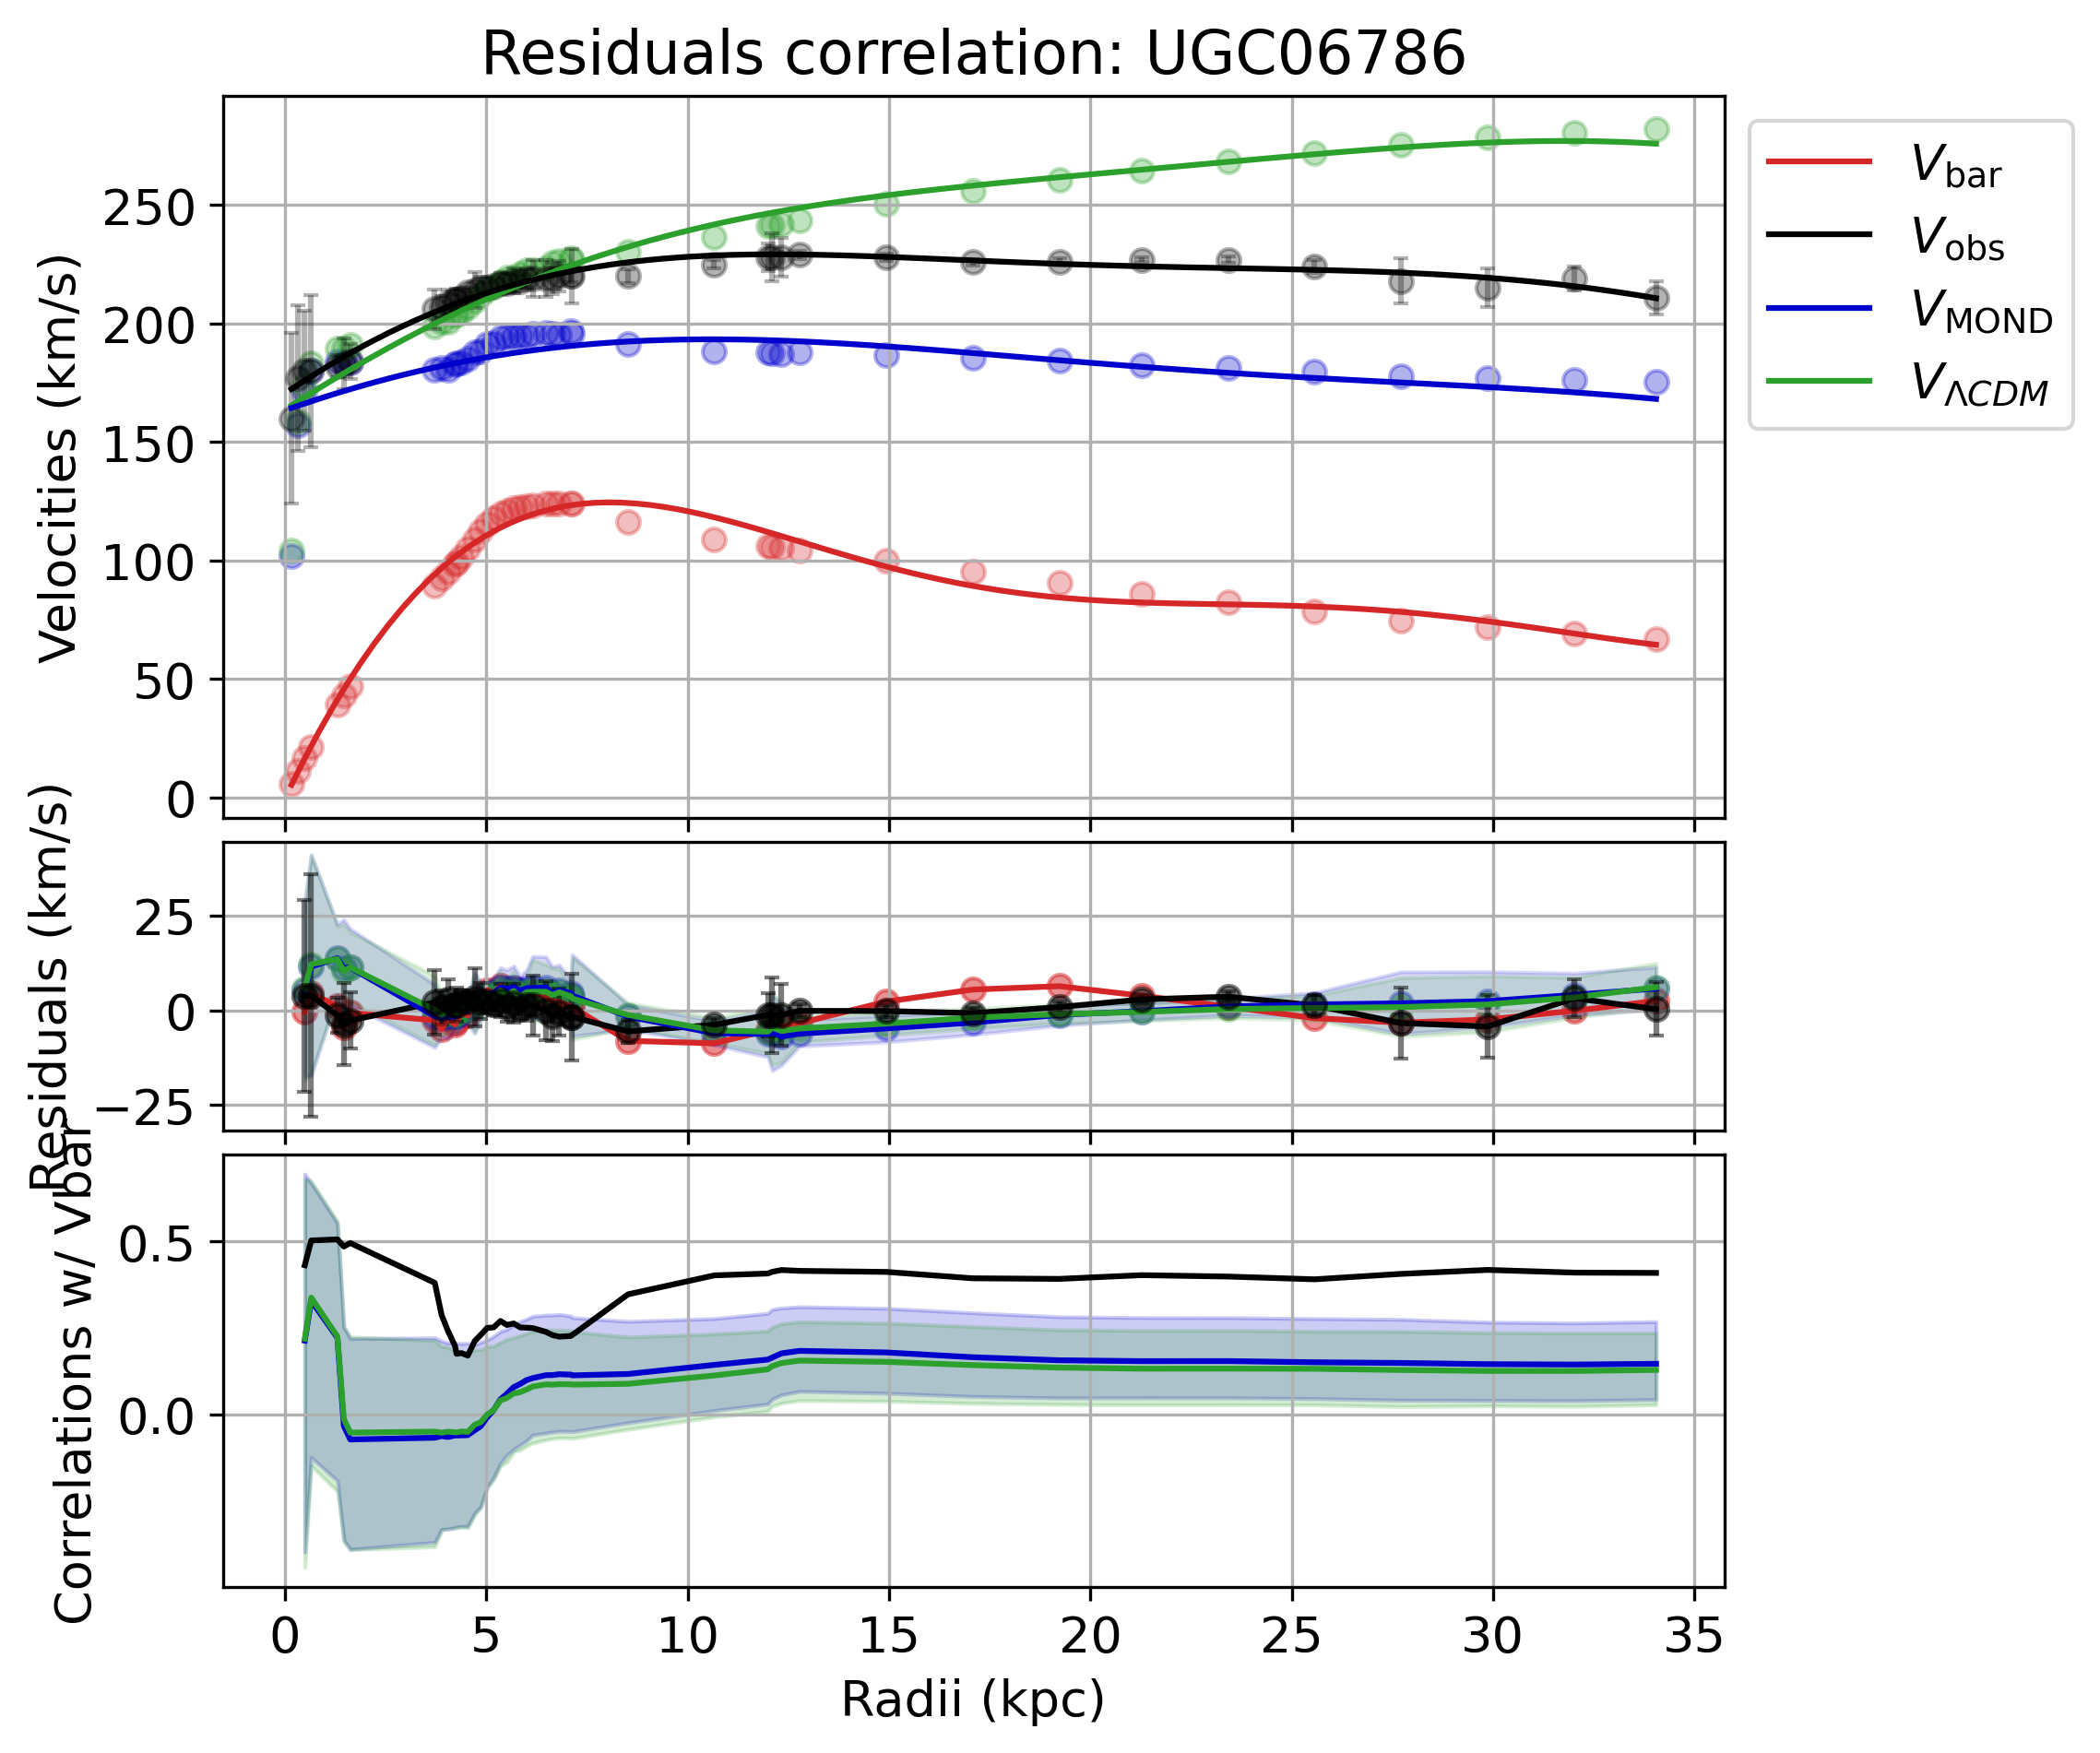 Residuals correlation: UGC06786
Velocities (km/s)
250
200
150
100
50
0
V_bar
V_obs
V_MOND
V_ΛCDM
Residuals (km/s)
25
0
−25
Correlations w/ Vbar
0.5
0.0
0 5 10 15 20 25 30 35
Radii (kpc)